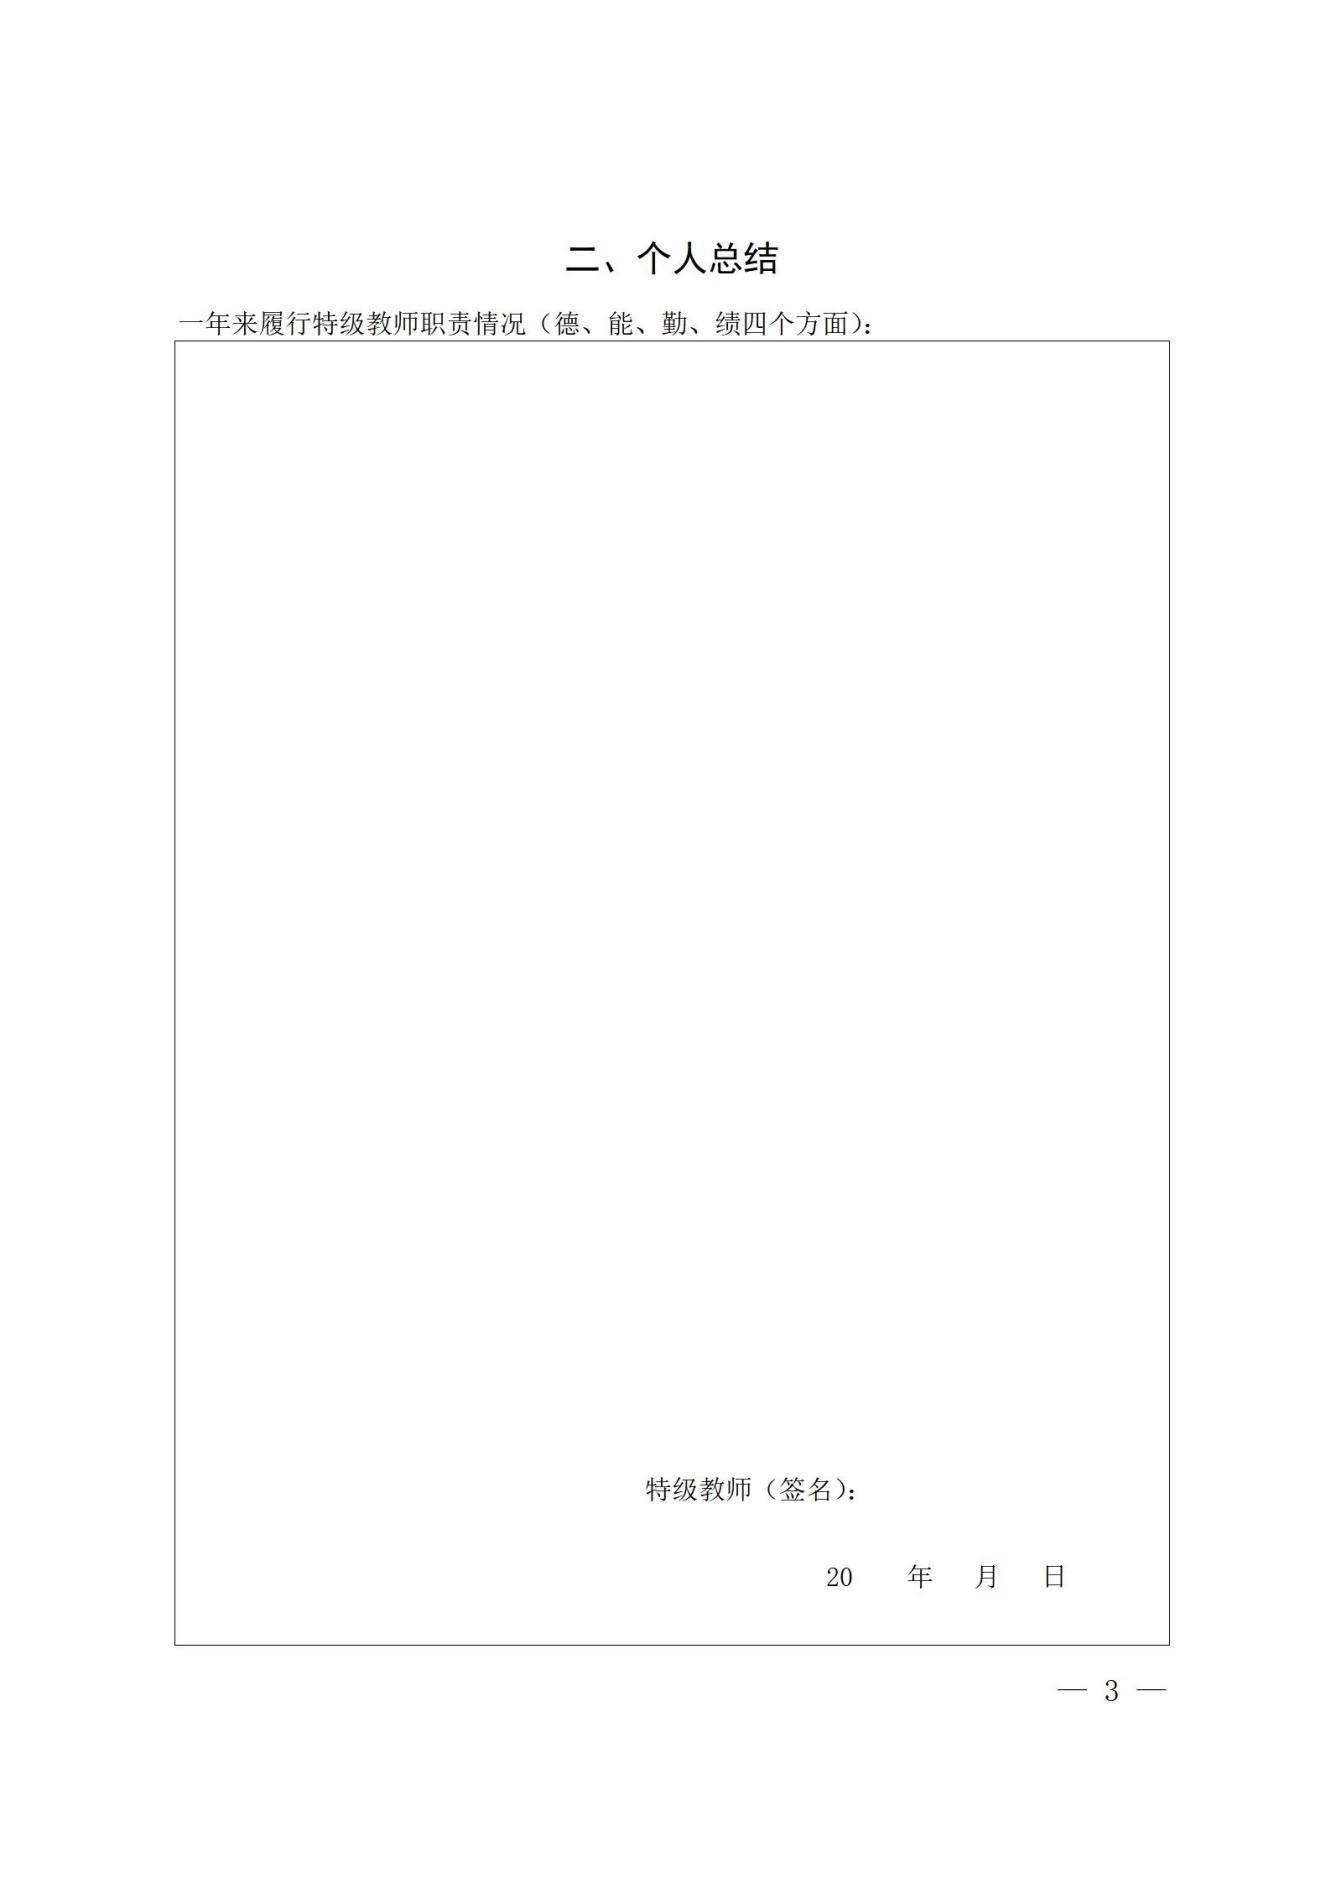 二、个人总结
一年来履行特级教师职责情况（德、能、勤、绩四个方面）：
特级教师（签名）：
20 年 月 日
— 3 —